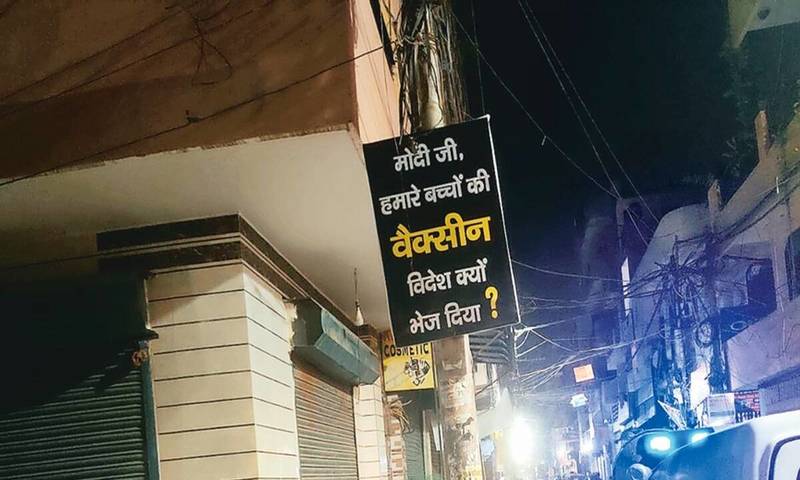 मोदी जी,
हमारे बच्चों की
वैक्सीन
विदेश क्यों
भेज दिया ?
COSMETIC